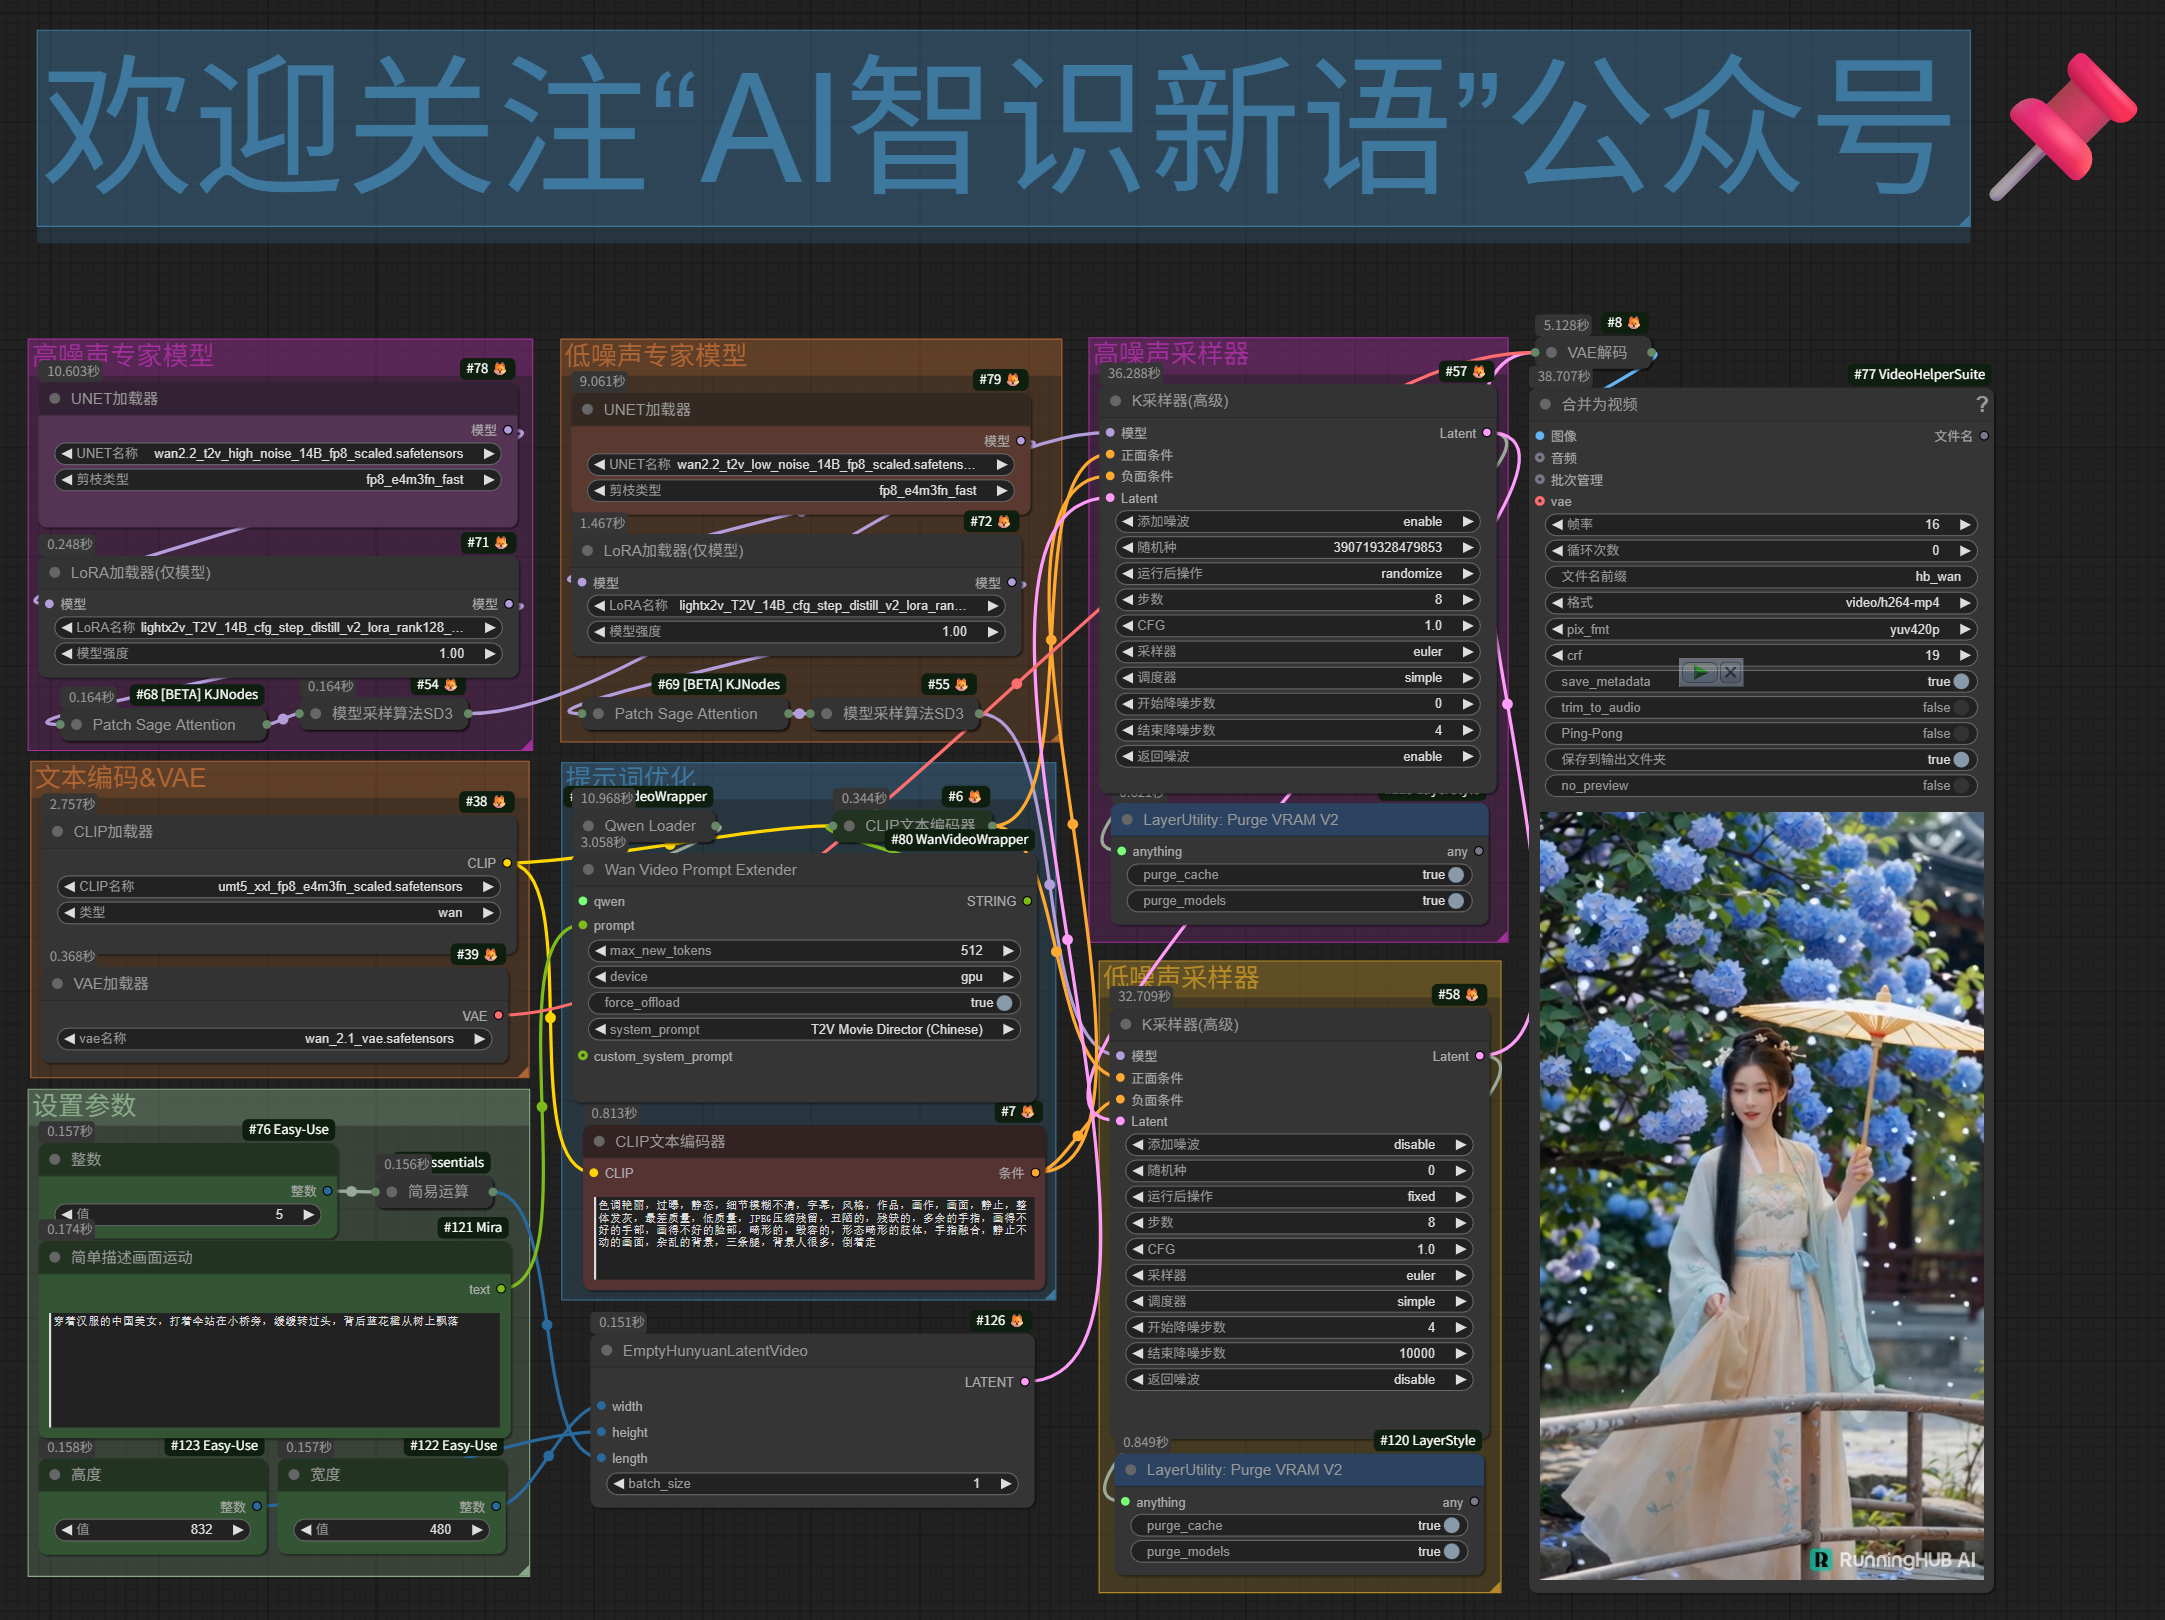 欢迎关注“AI智识新语”公众号
高噪声专家模型
10.603秒
#78
UNET加载器
模型
UNET名称 wan2.2_t2v_high_noise_14B_fp8_scaled.safetensors
剪枝类型 fp8_e4m3fn_fast
0.248秒
#71
LoRA加载器(仅模型)
模型 模型
LoRA名称 lightx2v_T2V_14B_cfg_step_distill_v2_lora_rank128_...
模型强度 1.00
0.164秒
#68 [BETA] KJNodes
Patch Sage Attention
0.164秒
#54
模型采样算法SD3
低噪声专家模型
9.061秒
#79
UNET加载器
模型
UNET名称 wan2.2_t2v_low_noise_14B_fp8_scaled.safetens...
剪枝类型 fp8_e4m3fn_fast
1.467秒
#72
LoRA加载器(仅模型)
模型 模型
LoRA名称 lightx2v_T2V_14B_cfg_step_distill_v2_lora_ran...
模型强度 1.00
#69 [BETA] KJNodes
Patch Sage Attention
#55
模型采样算法SD3
文本编码&VAE
2.757秒
#38
CLIP加载器
CLIP
CLIP名称 umt5_xxl_fp8_e4m3fn_scaled.safetensors
类型 wan
0.368秒
#39
VAE加载器
VAE
vae名称 wan_2.1_vae.safetensors
设置参数
0.157秒
#76 Easy-Use
整数
整数
值 5
0.156秒
ssentials
简易运算
0.174秒
#121 Mira
简单描述画面运动
text
穿着汉服的中国美女，打着伞站在小桥旁，缓缓转过头，背后蓝花楹从树上飘落
0.158秒
#123 Easy-Use
高度
整数
值 832
0.157秒
#122 Easy-Use
宽度
整数
值 480
提示词优化
10.968秒
deoWrapper
Qwen Loader
0.344秒
#6
CLIP文本编码器
3.058秒
#80 WanVideoWrapper
Wan Video Prompt Extender
qwen STRING
prompt
max_new_tokens 512
device gpu
force_offload true
system_prompt T2V Movie Director (Chinese)
custom_system_prompt
0.813秒
#7
CLIP文本编码器
CLIP 条件
色调艳丽，过曝，静态，细节模糊不清，字幕，风格，作品，画作，画面，静止，整
体发灰，最差质量，低质量，JPEG压缩残留，丑陋的，残缺的，多余的手指，画得不
好的手部，画得不好的脸部，畸形的，毁容的，形态畸形的肢体，手指融合，静止不
动的画面，杂乱的背景，三条腿，背景人很多，倒着走
0.151秒
#126
EmptyHunyuanLatentVideo
LATENT
width
height
length
batch_size 1
高噪声采样器
36.288秒
#57
K采样器(高级)
模型 Latent
正面条件
负面条件
Latent
添加噪波 enable
随机种 390719328479853
运行后操作 randomize
步数 8
CFG 1.0
采样器 euler
调度器 simple
开始降噪步数 0
结束降噪步数 4
返回噪波 enable
LayerUtility: Purge VRAM V2
anything any
purge_cache true
purge_models true
低噪声采样器
32.709秒
#58
K采样器(高级)
模型 Latent
正面条件
负面条件
Latent
添加噪波 disable
随机种 0
运行后操作 fixed
步数 8
CFG 1.0
采样器 euler
调度器 simple
开始降噪步数 4
结束降噪步数 10000
返回噪波 disable
0.849秒
#120 LayerStyle
LayerUtility: Purge VRAM V2
anything any
purge_cache true
purge_models true
5.128秒
#8
VAE解码
38.707秒
#77 VideoHelperSuite
合并为视频 ?
图像 文件名
音频
批次管理
vae
帧率 16
循环次数 0
文件名前缀 hb_wan
格式 video/h264-mp4
pix_fmt yuv420p
crf 19
save_metadata true
trim_to_audio false
Ping-Pong false
保存到输出文件夹 true
no_preview false
RunningHUB AI